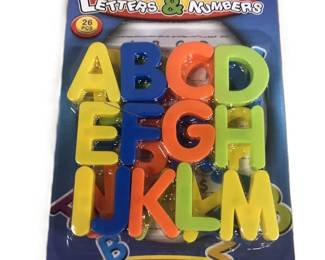 Letters & Numbers
26
PCS
ABCD
EFGH
IJKLM